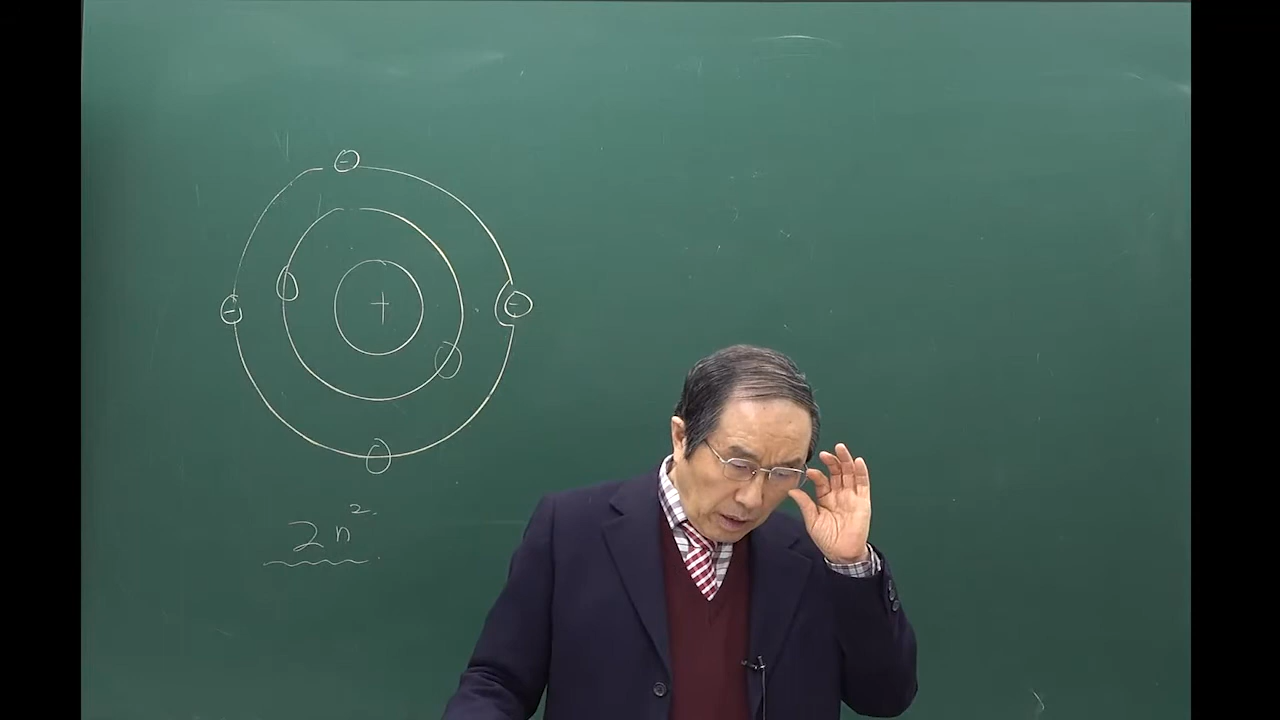 -
- + -
2n².